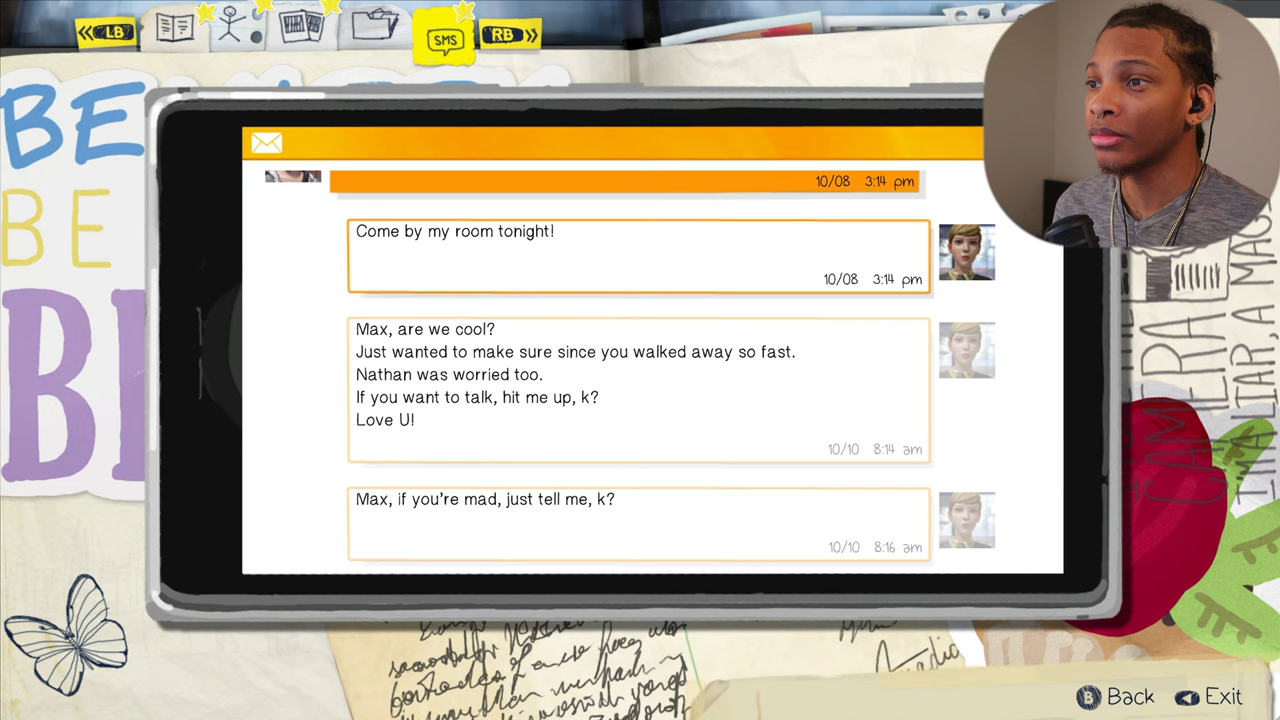 LB
SMS
RB
BE
BE
10/08 3:14 pm
Come by my room tonight!
10/08 3:14 pm
Max, are we cool?
Just wanted to make sure since you walked away so fast.
Nathan was worried too.
If you want to talk, hit me up, k?
Love U!
10/10 8:14 am
Max, if you're mad, just tell me, k?
10/10 8:16 am
CAMERA
I'M A LIAR, A MAG
B Back
Exit